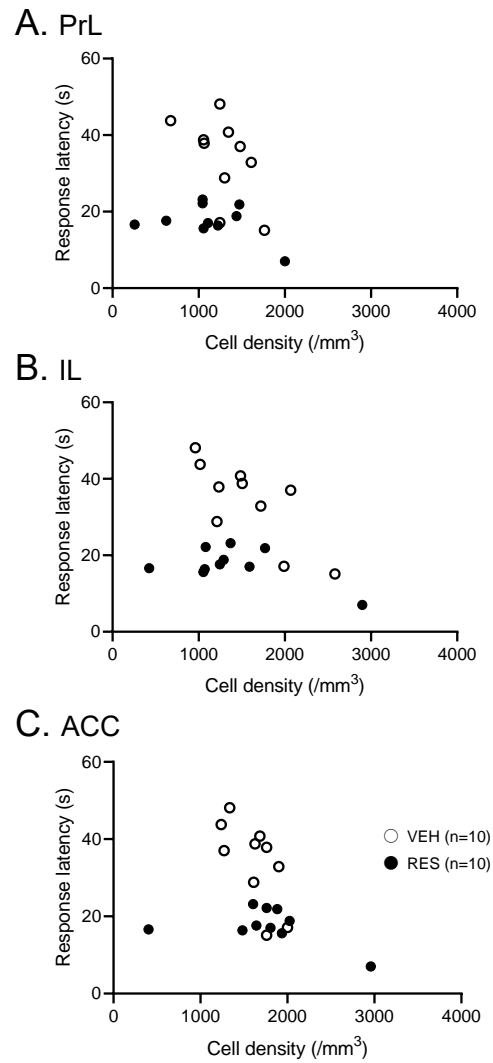 A. PrL
60
40
20
0
Response latency (s)
0 1000 2000 3000 4000
Cell density (/mm³)
B. IL
60
40
20
0
Response latency (s)
0 1000 2000 3000 4000
Cell density (/mm³)
C. ACC
60
40
20
0
Response latency (s)
VEH (n=10)
RES (n=10)
0 1000 2000 3000 4000
Cell density (/mm³)